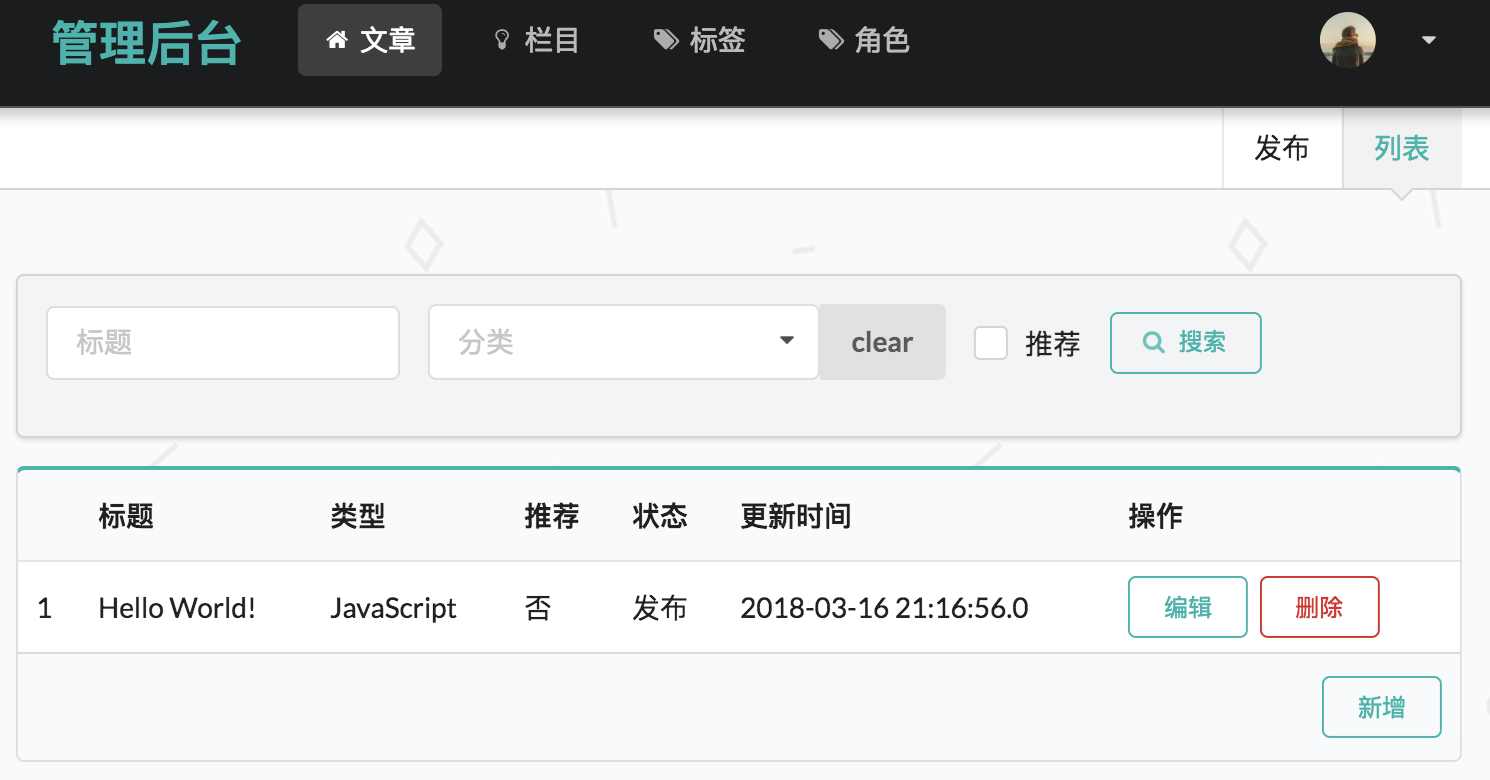 管理后台 文章 栏目 标签 角色
发布 列表
标题 分类 clear 推荐 搜索
标题 类型 推荐 状态 更新时间 操作
1 Hello World! JavaScript 否 发布 2018-03-16 21:16:56.0 编辑 删除
新增